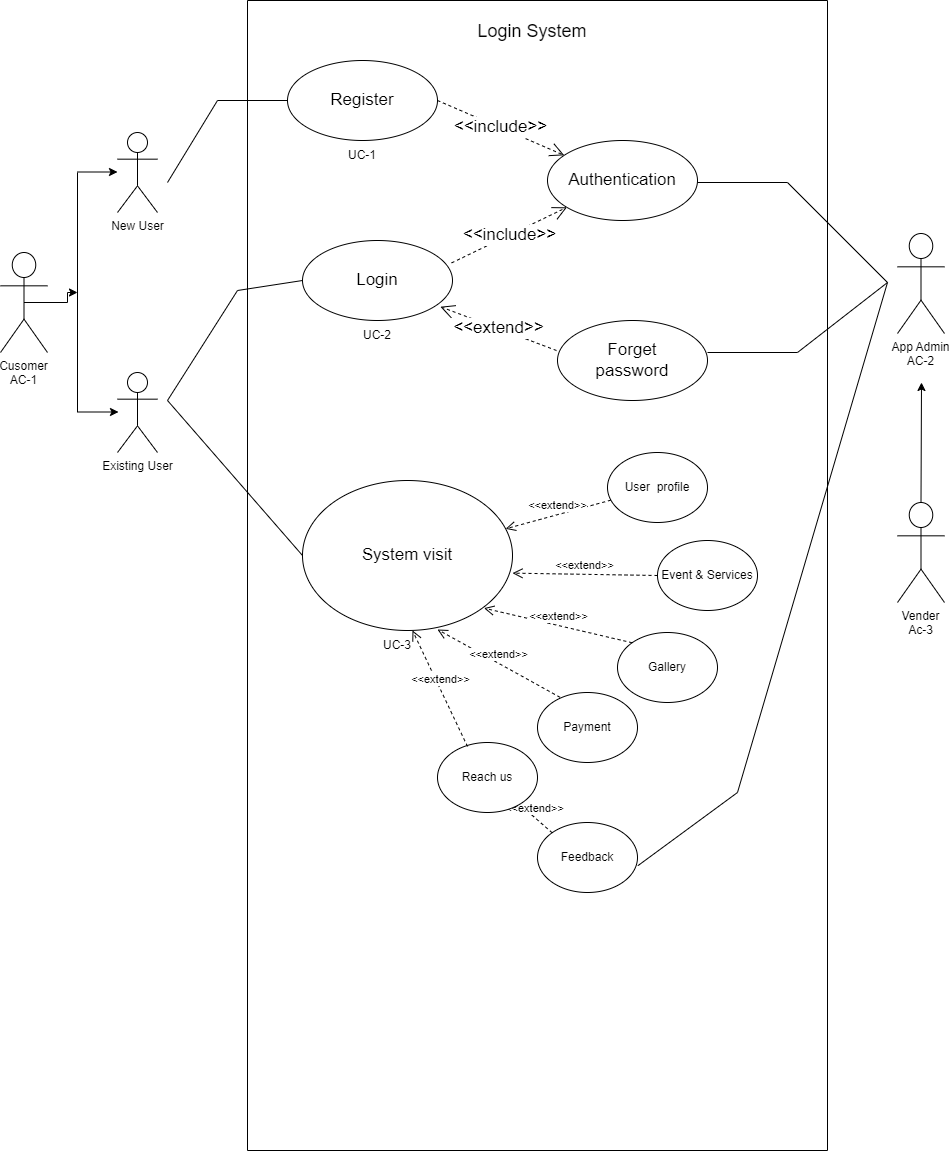 Login System
Register
<<include>>
UC-1
Authentication
New User
<<include>>
Login
<<extend>>
UC-2
Forget
password
App Admin
AC-2
Cusomer
AC-1
Existing User
User profile
<<extend>>
System visit
<<extend>>
Event & Services
<<extend>>
Vender
Ac-3
UC-3
<<extend>>
Gallery
<<extend>>
Payment
Reach us
<<extend>>
Feedback